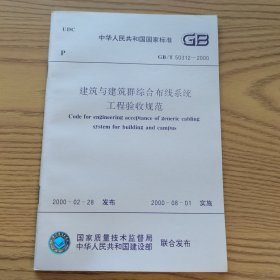 UDC
中华人民共和国国家标准 GB
P
GB/T 50312—2000
建筑与建筑群综合布线系统
工程验收规范
Code for engineering acceptance of generic cabling
system for building and campus
2000-02-28 发布 2000-08-01 实施
国家质量技术监督局
中华人民共和国建设部 联合发布